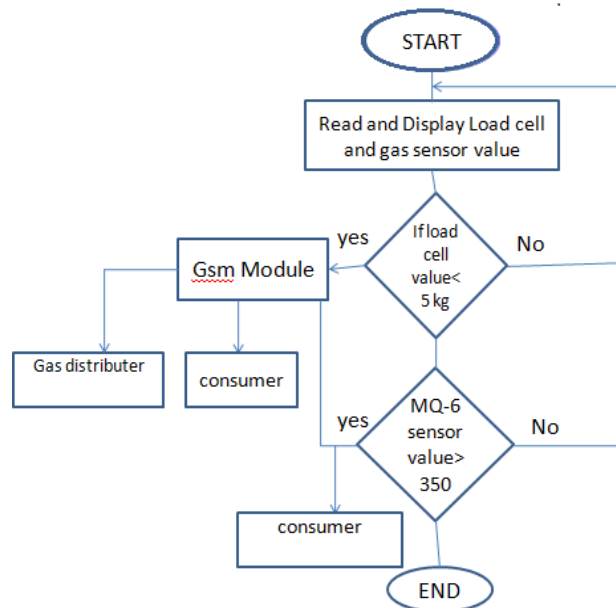 START
Read and Display Load cell
and gas sensor value
If load
cell
value<
5 kg
yes
No
Gsm Module
Gas distributer
consumer
MQ-6
sensor
value>
350
yes
No
consumer
END